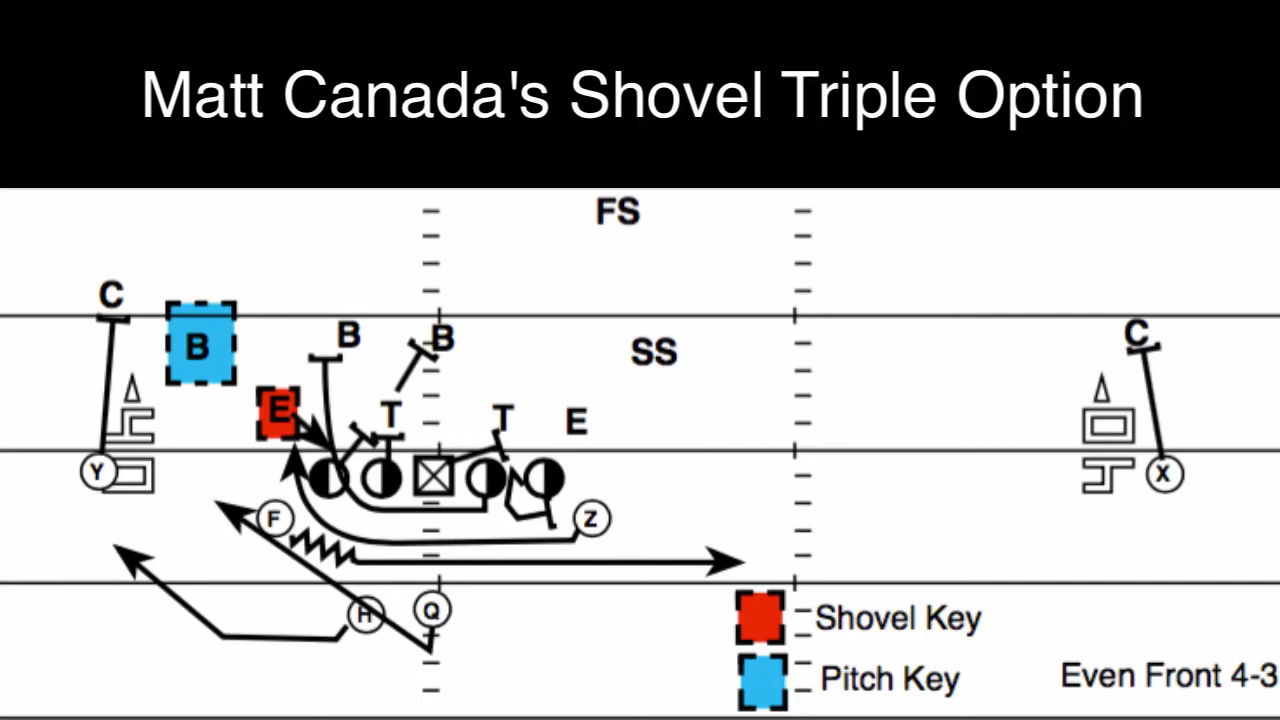 Matt Canada's Shovel Triple Option
FS
C
B
B
B
SS
C
E
T
T
E
Y
X
F
Z
H
Q
Shovel Key
Pitch Key
Even Front 4-3